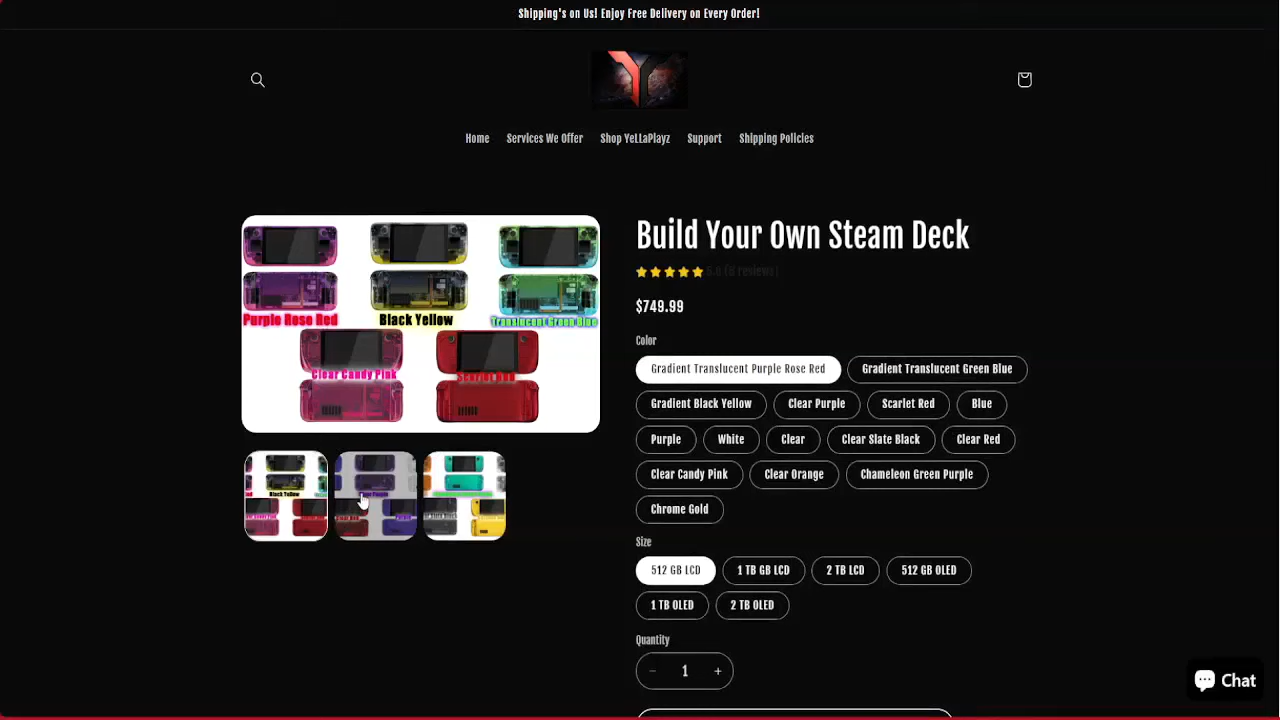 Shipping's on Us! Enjoy Free Delivery on Every Order!
Home Services We Offer Shop YeLLaPlayz Support Shipping Policies
Build Your Own Steam Deck
$749.99
Color
Gradient Translucent Purple Rose Red Gradient Translucent Green Blue
Gradient Black Yellow Clear Purple Scarlet Red Blue
Purple White Clear Clear Slate Black Clear Red
Clear Candy Pink Clear Orange Chameleon Green Purple
Chrome Gold
Size
512 GB LCD 1 TB GB LCD 2 TB LCD 512 GB OLED
1 TB OLED 2 TB OLED
Quantity
1
Purple Rose Red Black Yellow Translucent Green Blue
Clear Candy Pink Scarlet Red
Black Yellow
Chat